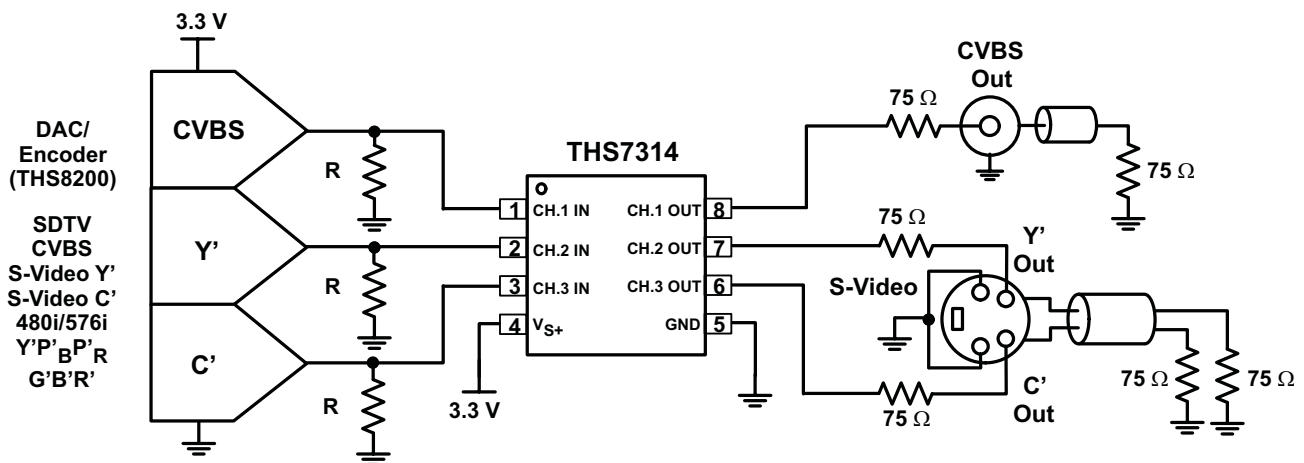 3.3 V
DAC/
Encoder
(THS8200)
SDTV
CVBS
S-Video Y’
S-Video C’
480i/576i
Y’P’BP’R
G’B’R’
CVBS
Y’
C’
R
R
R
THS7314
1 CH.1 IN CH.1 OUT 8
2 CH.2 IN CH.2 OUT 7
3 CH.3 IN CH.3 OUT 6
4 VS+ GND 5
3.3 V
CVBS
Out
75 Ω
75 Ω
75 Ω
Y’
Out
S-Video
75 Ω
C’
Out
75 Ω
75 Ω